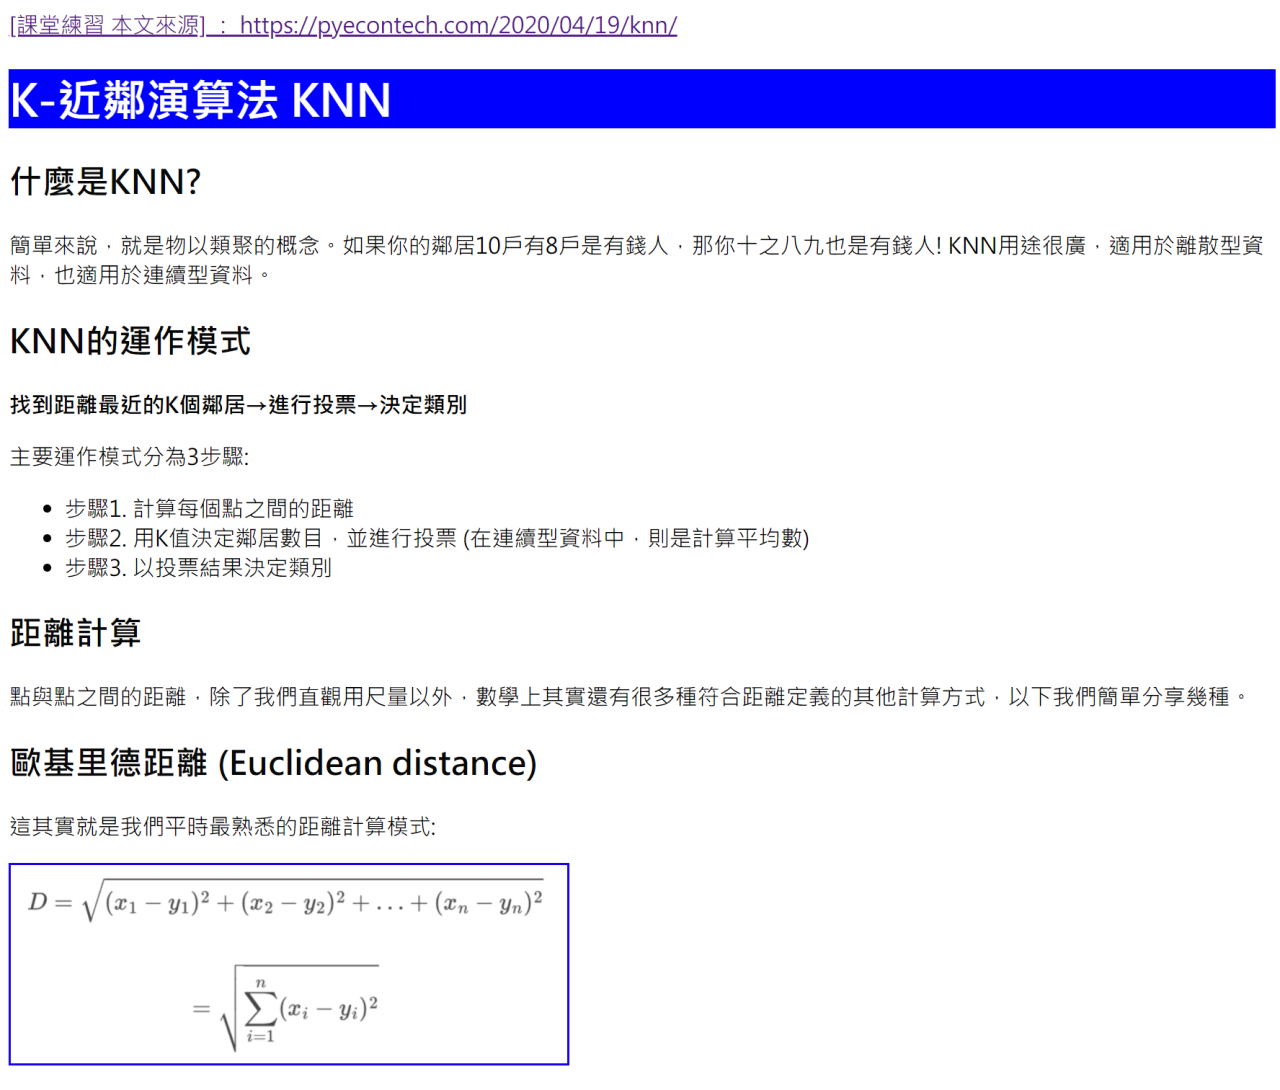 [課堂練習 本文來源] ： https://pyecontech.com/2020/04/19/knn/
K-近鄰演算法 KNN
什麼是KNN?
簡單來說，就是物以類聚的概念。如果你的鄰居10戶有8戶是有錢人，那你十之八九也是有錢人! KNN用途很廣，適用於離散型資
料，也適用於連續型資料。
KNN的運作模式
找到距離最近的K個鄰居→進行投票→決定類別
主要運作模式分為3步驟:
• 步驟1. 計算每個點之間的距離
• 步驟2. 用K值決定鄰居數目，並進行投票 (在連續型資料中，則是計算平均數)
• 步驟3. 以投票結果決定類別
距離計算
點與點之間的距離，除了我們直觀用尺量以外，數學上其實還有很多種符合距離定義的其他計算方式，以下我們簡單分享幾種。
歐基里德距離 (Euclidean distance)
這其實就是我們平時最熟悉的距離計算模式:
D = √((x₁ − y₁)² + (x₂ − y₂)² + … + (xₙ − yₙ)²)
= √(∑ⁿᵢ₌₁(xᵢ − yᵢ)²)